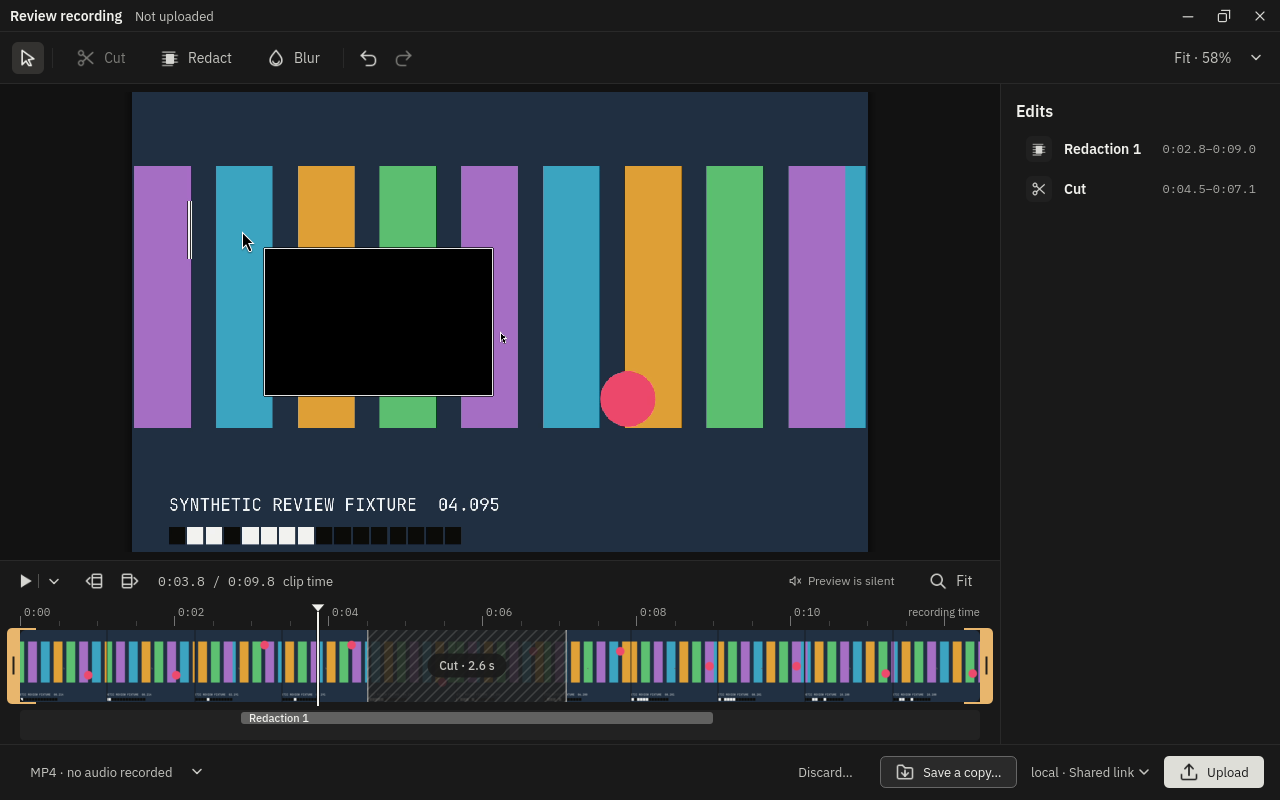 Review recording Not uploaded
Cut Redact Blur Fit · 58%
Edits
Redaction 1 0:02.8–0:09.0
Cut 0:04.5–0:07.1
SYNTHETIC REVIEW FIXTURE 04.095
0:03.8 / 0:09.8 clip time Preview is silent Fit
0:00 0:02 0:04 0:06 0:08 0:10 recording time
Cut · 2.6 s
Redaction 1
MP4 · no audio recorded Discard... Save a copy... local · Shared link Upload